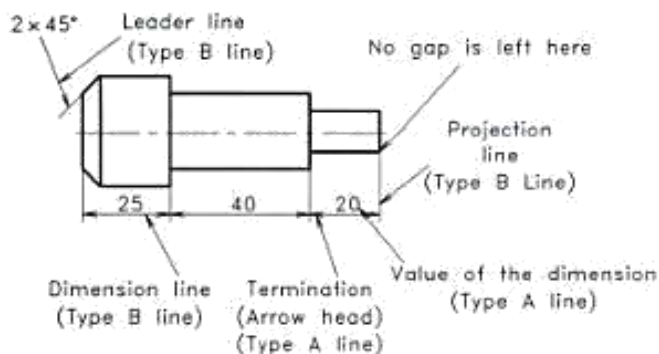 2×45°
Leader line
(Type B line)
No gap is left here
Projection
line
(Type B Line)
25
40
20
Dimension line
(Type B line)
Termination
(Arrow head)
(Type A line)
Value of the dimension
(Type A line)